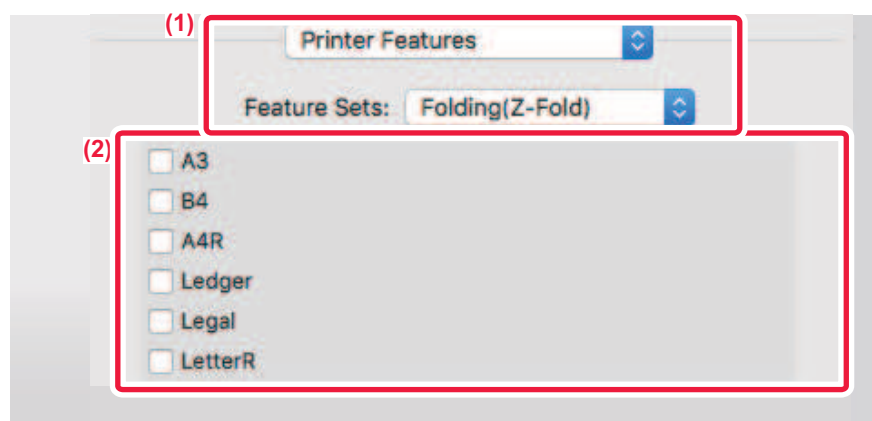 (1)
Printer Features
Feature Sets: Folding(Z-Fold)
(2)
A3
B4
A4R
Ledger
Legal
LetterR